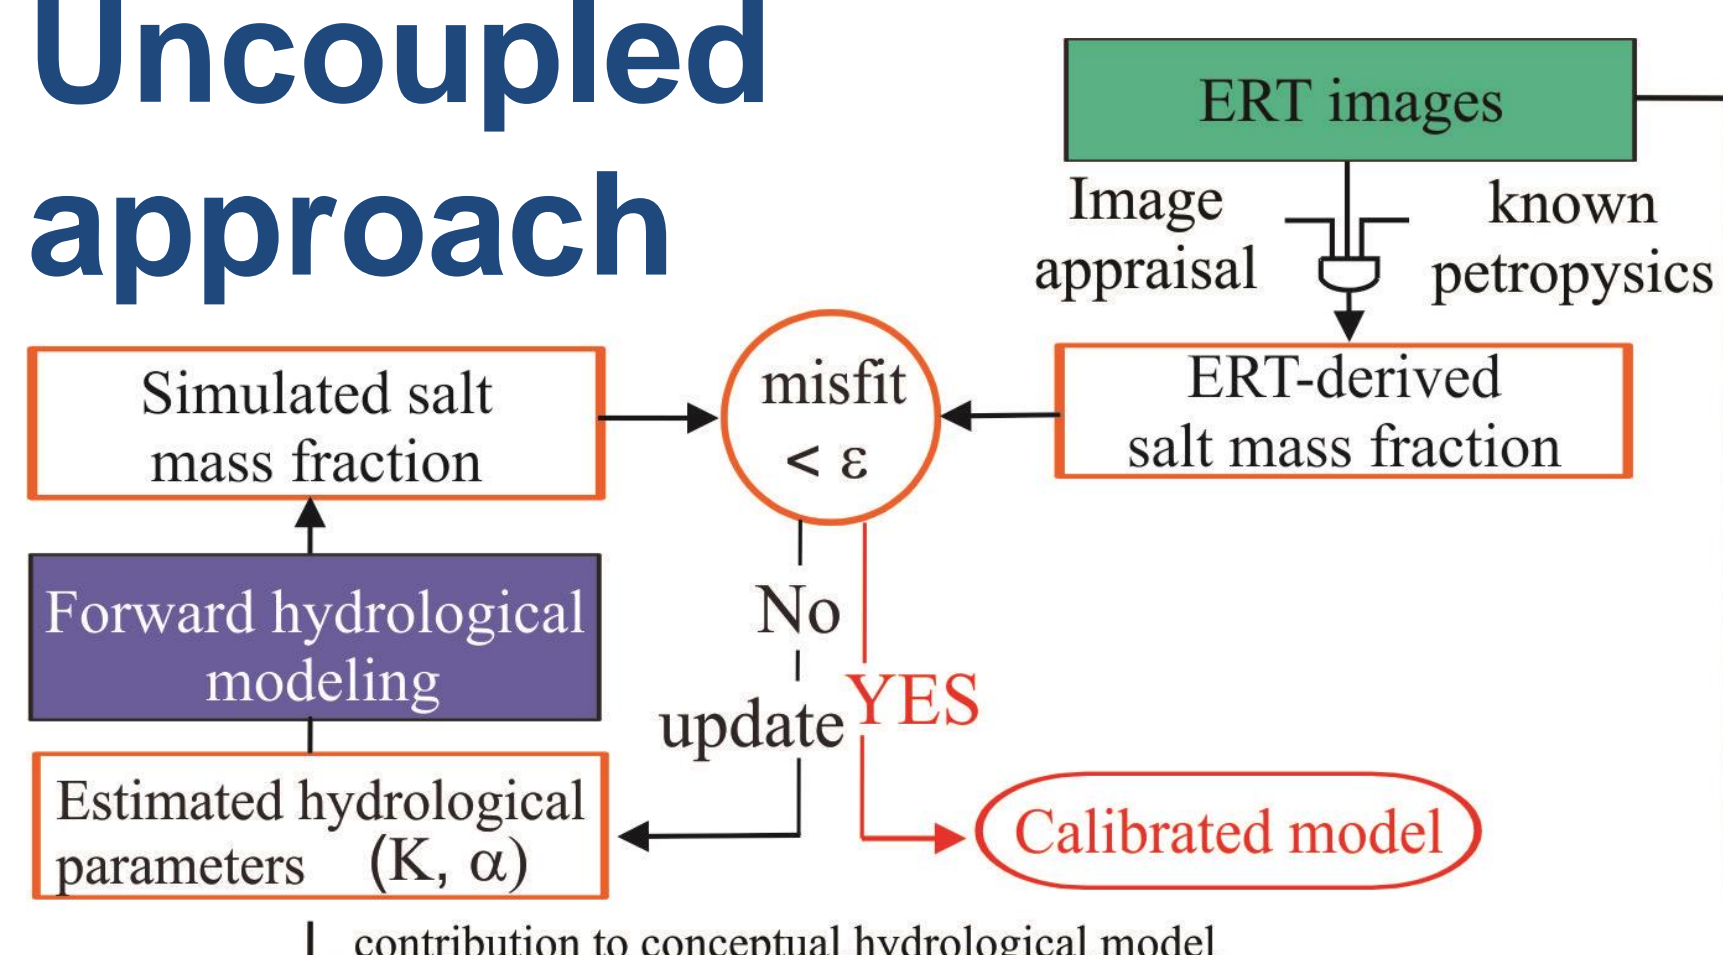 Uncoupled
approach
ERT images
Image
appraisal
known
petropysics
Simulated salt
mass fraction
misfit
< ε
ERT-derived
salt mass fraction
Forward hydrological
modeling
No
update
YES
Estimated hydrological
parameters (K, α)
Calibrated model
contribution to conceptual hydrological model